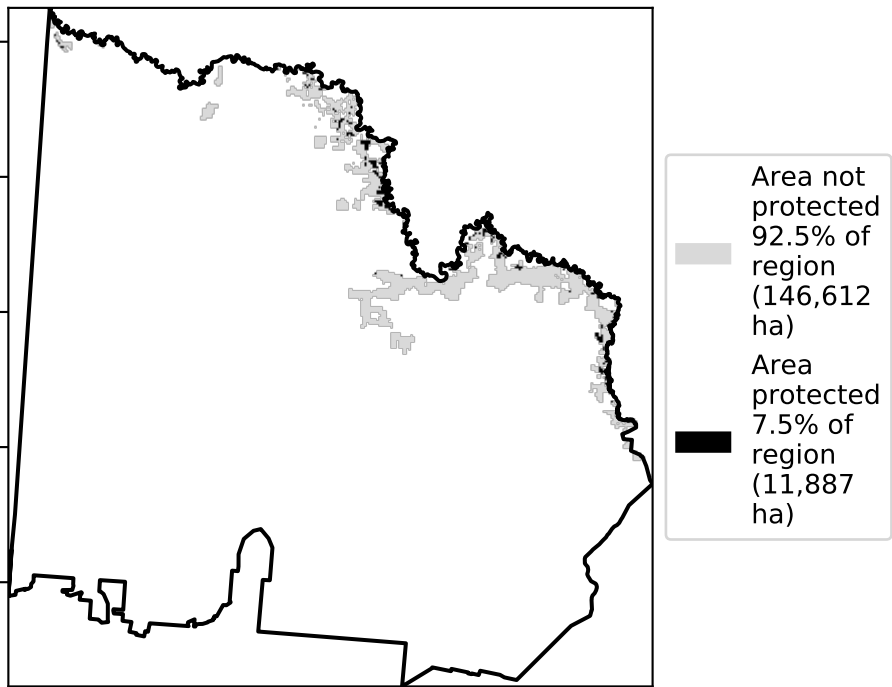 Area not
protected
92.5% of
region
(146,612
ha)
Area
protected
7.5% of
region
(11,887
ha)